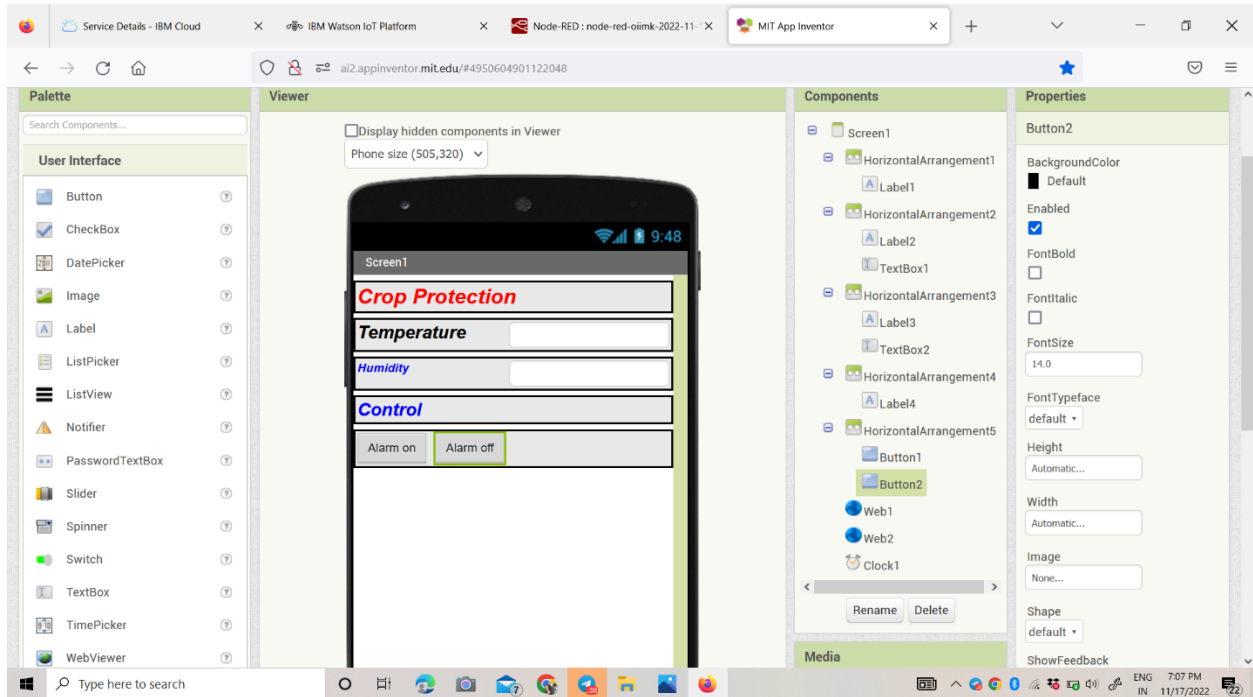 Service Details - IBM Cloud
IBM Watson IoT Platform
Node-RED : node-red-oiimk-2022-11-
MIT App Inventor
ai2.appinventor.mit.edu/#4950604901122048
Palette
Search Components...
User Interface
Button
CheckBox
DatePicker
Image
Label
ListPicker
ListView
Notifier
PasswordTextBox
Slider
Spinner
Switch
TextBox
TimePicker
WebViewer
Viewer
Display hidden components in Viewer
Phone size (505,320)
9:48
Screen1
Crop Protection
Temperature
Humidity
Control
Alarm on
Alarm off
Components
Screen1
HorizontalArrangement1
Label1
HorizontalArrangement2
Label2
TextBox1
HorizontalArrangement3
Label3
TextBox2
HorizontalArrangement4
Label4
HorizontalArrangement5
Button1
Button2
Web1
Web2
Clock1
Rename
Delete
Media
Properties
Button2
BackgroundColor
Default
Enabled
FontBold
FontItalic
FontSize
14.0
FontTypeface
default
Height
Automatic...
Width
Automatic...
Image
None...
Shape
default
ShowFeedback
Type here to search
ENG
IN
7:07 PM
11/17/2022